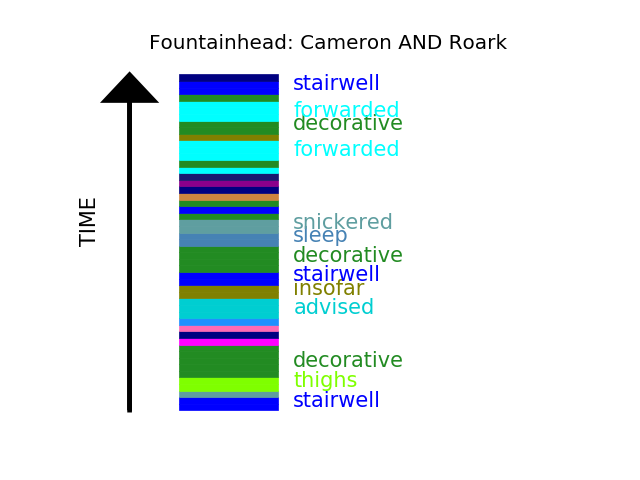 Fountainhead: Cameron AND Roark
TIME
stairwell
forwarded
decorative
forwarded
snickered
sleep
decorative
stairwell
insofar
advised
decorative
thighs
stairwell